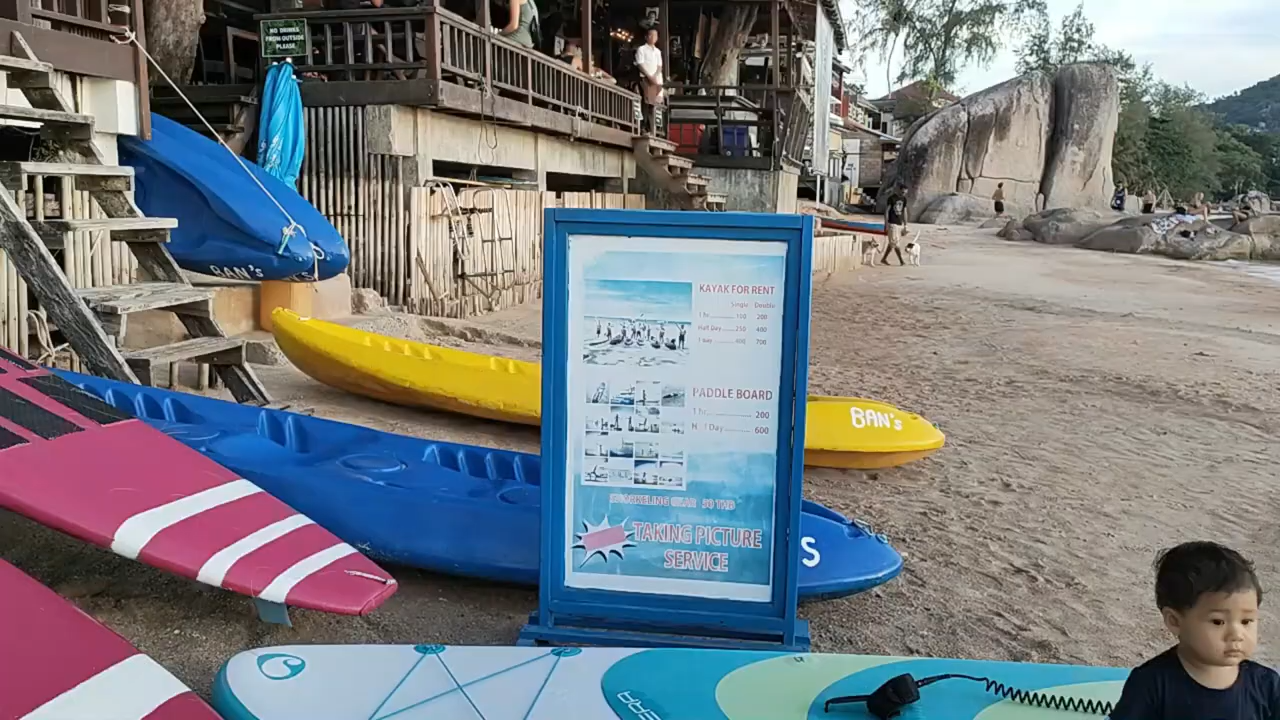 NO DRINKS
FROM OUTSIDE
PLEASE
BAN'S
S
KAYAK FOR RENT
Single Double
1 hr............100 200
Half Day......250 400
1 day..........400 700
PADDLE BOARD
1 hr.............. 200
Half Day.......... 600
SNORKELING GEAR 50 THB
TAKING PICTURE
SERVICE
BAN's
S